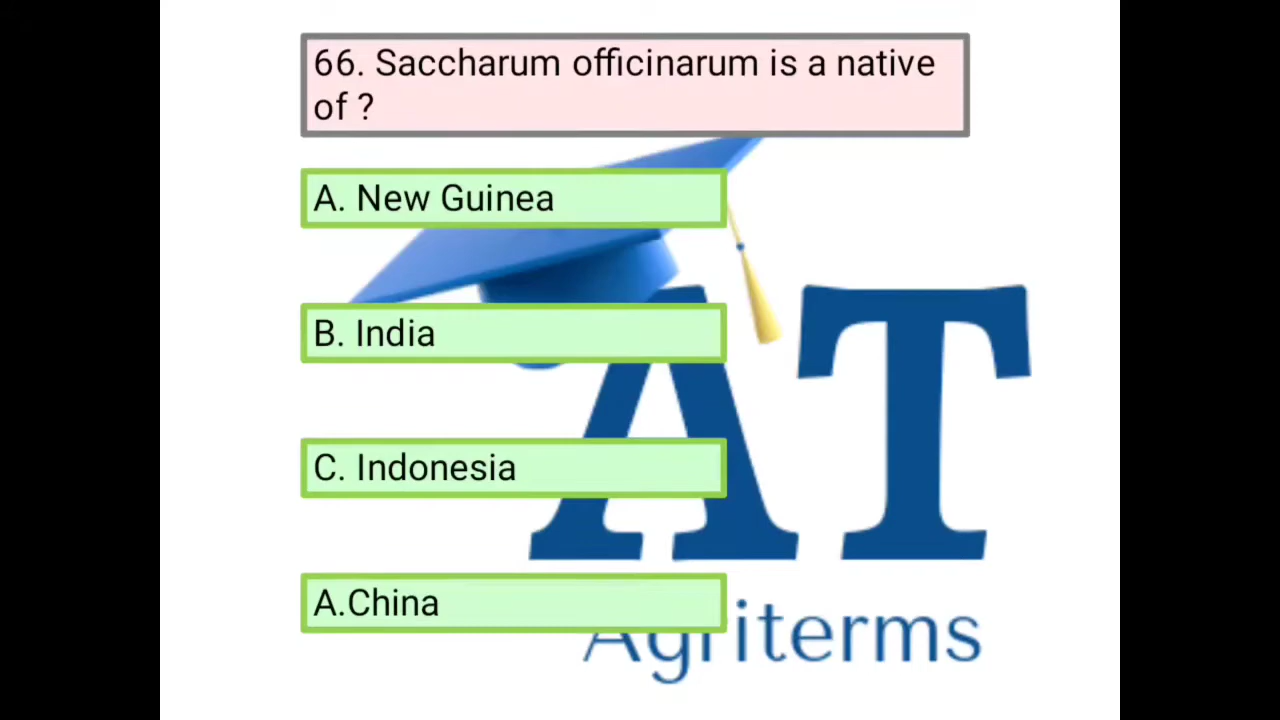 66. Saccharum officinarum is a native
of ?
A. New Guinea
B. India
C. Indonesia
A.China
AT
Agriterms